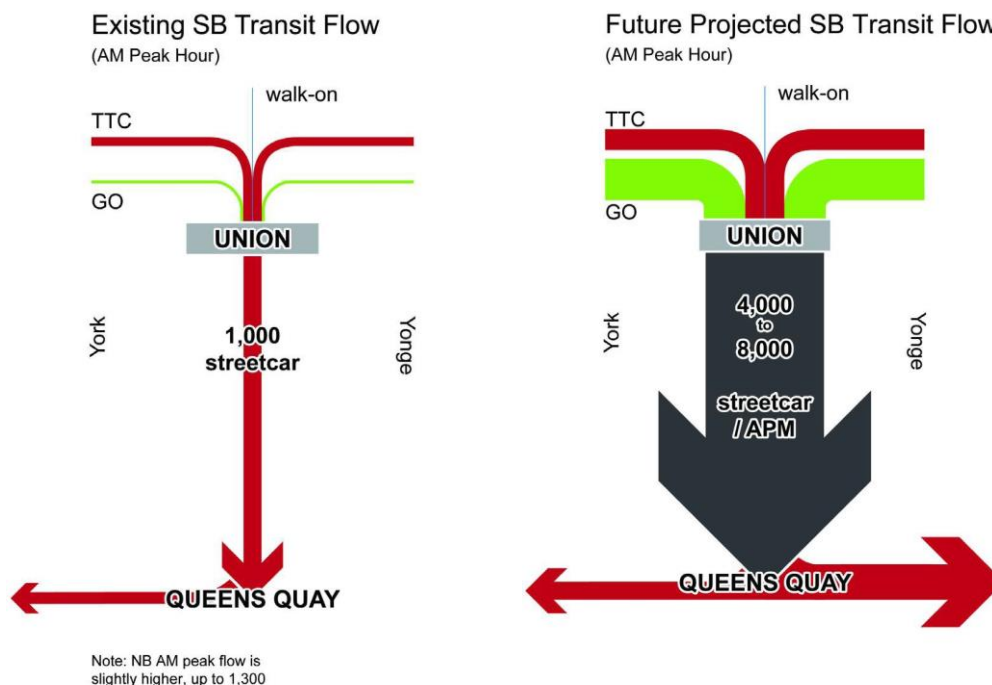 Existing SB Transit Flow
(AM Peak Hour)
walk-on
TTC
GO
UNION
York
Yonge
1,000
streetcar
QUEENS QUAY
Note: NB AM peak flow is
slightly higher, up to 1,300
Future Projected SB Transit Flow
(AM Peak Hour)
walk-on
TTC
GO
UNION
York
Yonge
4,000
to
8,000
streetcar
/ APM
QUEENS QUAY